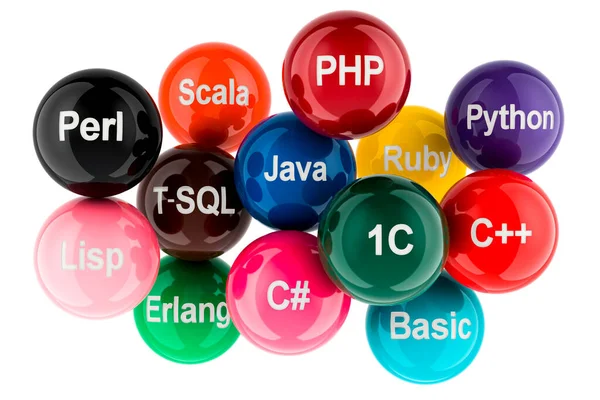 PHP
Scala
Perl
Python
Java
Ruby
T-SQL
1C
C++
Lisp
C#
Erlang
Basic